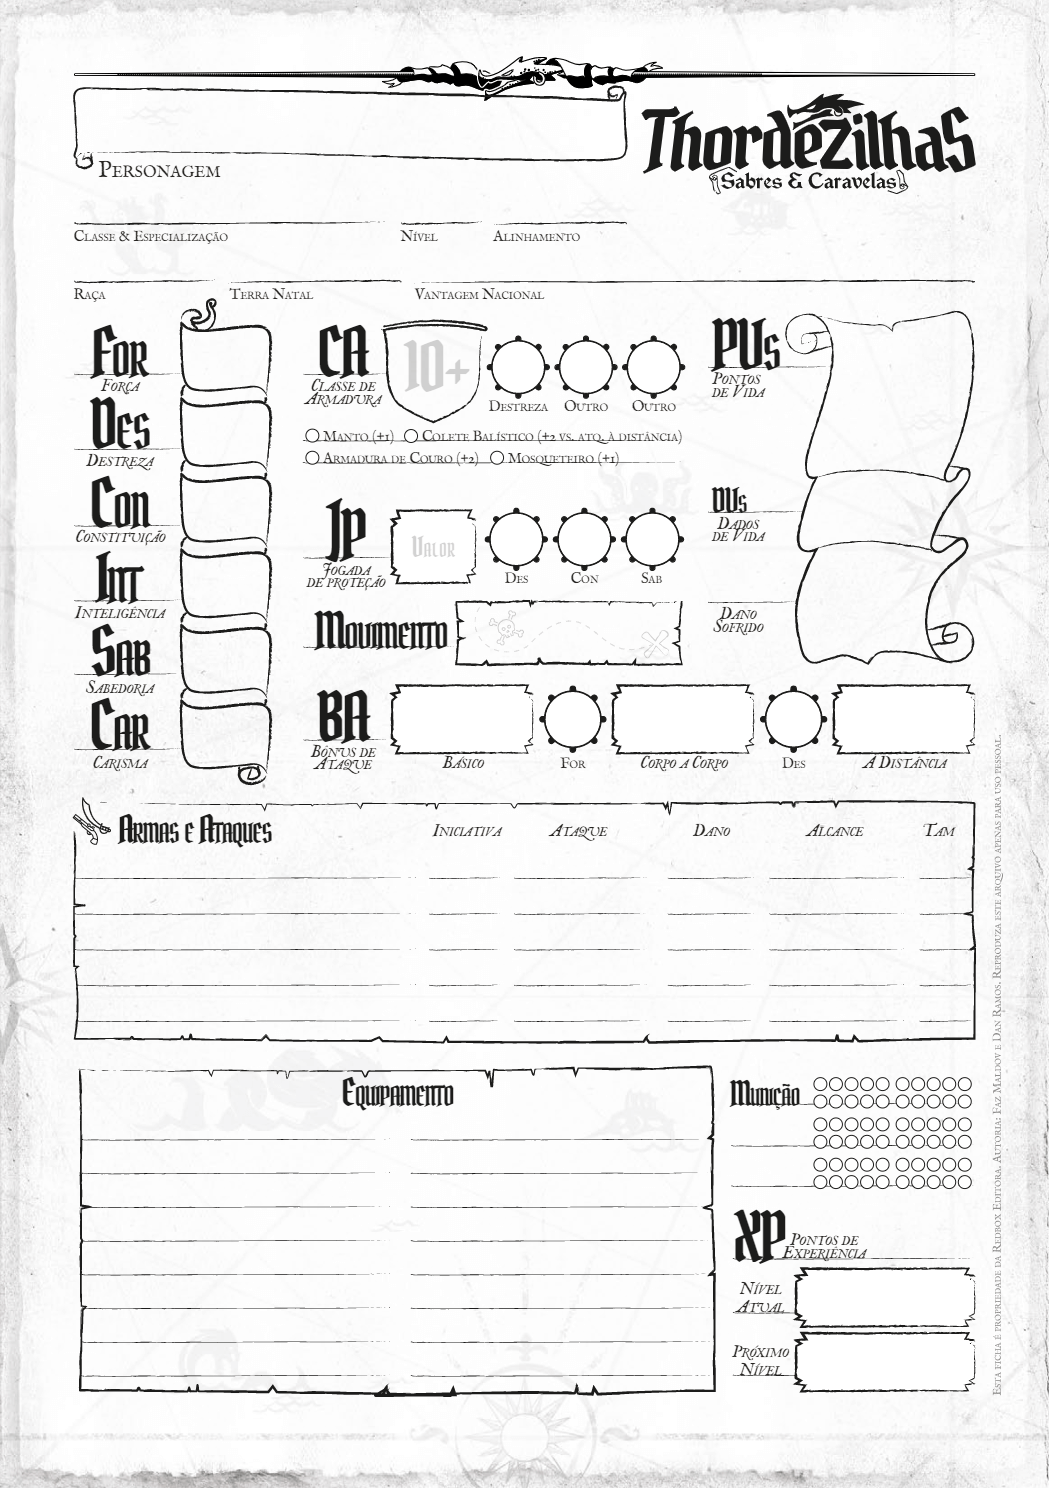 Thordezilhas
Sabres & Caravelas
Personagem
Classe & Especialização Nível Alinhamento
Raça Terra Natal Vantagem Nacional
For
Força
Des
Destreza
Con
Constituição
Int
Inteligência
Sab
Sabedoria
Car
Carisma
CA
Classe de
Armadura
10+
Destreza Outro Outro
Manto (+1) Colete Balístico (+2 vs. atq. à distância)
Armadura de Couro (+2) Mosqueteiro (+1)
JP
Jogada
de proteção
Valor
Des Con Sab
Movimento
BA
Bônus de
Ataque
Básico For Corpo a Corpo Des A Distância
PVs
Pontos
de Vida
DVs
Dados
de Vida
Dano
Sofrido
Armas e Ataques Iniciativa Ataque Dano Alcance Tam
Equipamento
Munição
XP Pontos de
Experiência
Nível
Atual
Próximo
Nível
Esta ficha é propriedade da Redbox Editora. Autoria: Faz Maldov e Dan Ramos. Reproduza este arquivo apenas para uso pessoal.